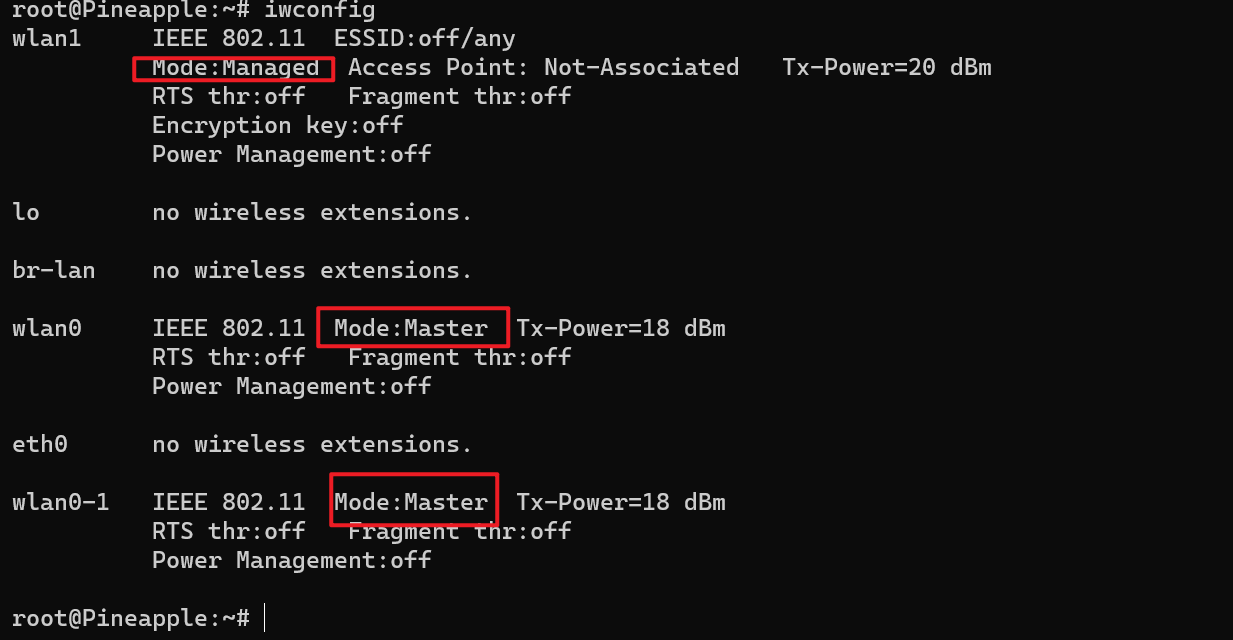 root@Pineapple:~# iwconfig
wlan1     IEEE 802.11  ESSID:off/any
          Mode:Managed  Access Point: Not-Associated   Tx-Power=20 dBm
          RTS thr:off   Fragment thr:off
          Encryption key:off
          Power Management:off
lo        no wireless extensions.
br-lan    no wireless extensions.
wlan0     IEEE 802.11  Mode:Master  Tx-Power=18 dBm
          RTS thr:off   Fragment thr:off
          Power Management:off
eth0      no wireless extensions.
wlan0-1   IEEE 802.11  Mode:Master  Tx-Power=18 dBm
          RTS thr:off   Fragment thr:off
          Power Management:off
root@Pineapple:~#